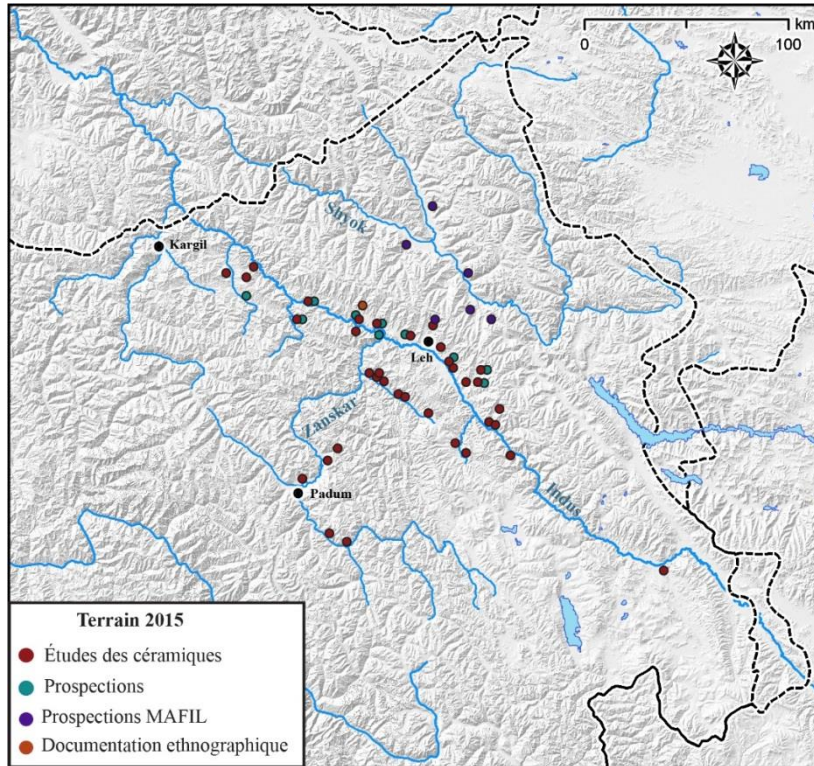 km
0 100
Shyok
Kargil
Leh
Zanskar
Padum
Indus
Terrain 2015
Études des céramiques
Prospections
Prospections MAFIL
Documentation ethnographique